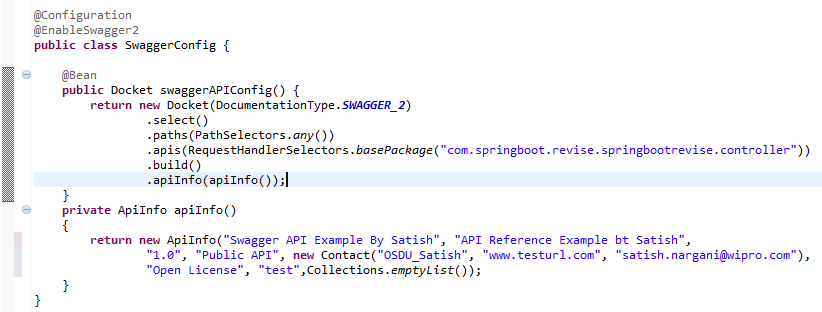 @Configuration
@EnableSwagger2
public class SwaggerConfig {
@Bean
public Docket swaggerAPIConfig() {
return new Docket(DocumentationType.SWAGGER_2)
.select()
.paths(PathSelectors.any())
.apis(RequestHandlerSelectors.basePackage("com.springboot.revise.springbootrevise.controller"))
.build()
.apiInfo(apiInfo());
}
private ApiInfo apiInfo()
{
return new ApiInfo("Swagger API Example By Satish", "API Reference Example bt Satish",
"1.0", "Public API", new Contact("OSDU_Satish", "www.testurl.com", "satish.nargani@wipro.com"),
"Open License", "test",Collections.emptyList());
}
}